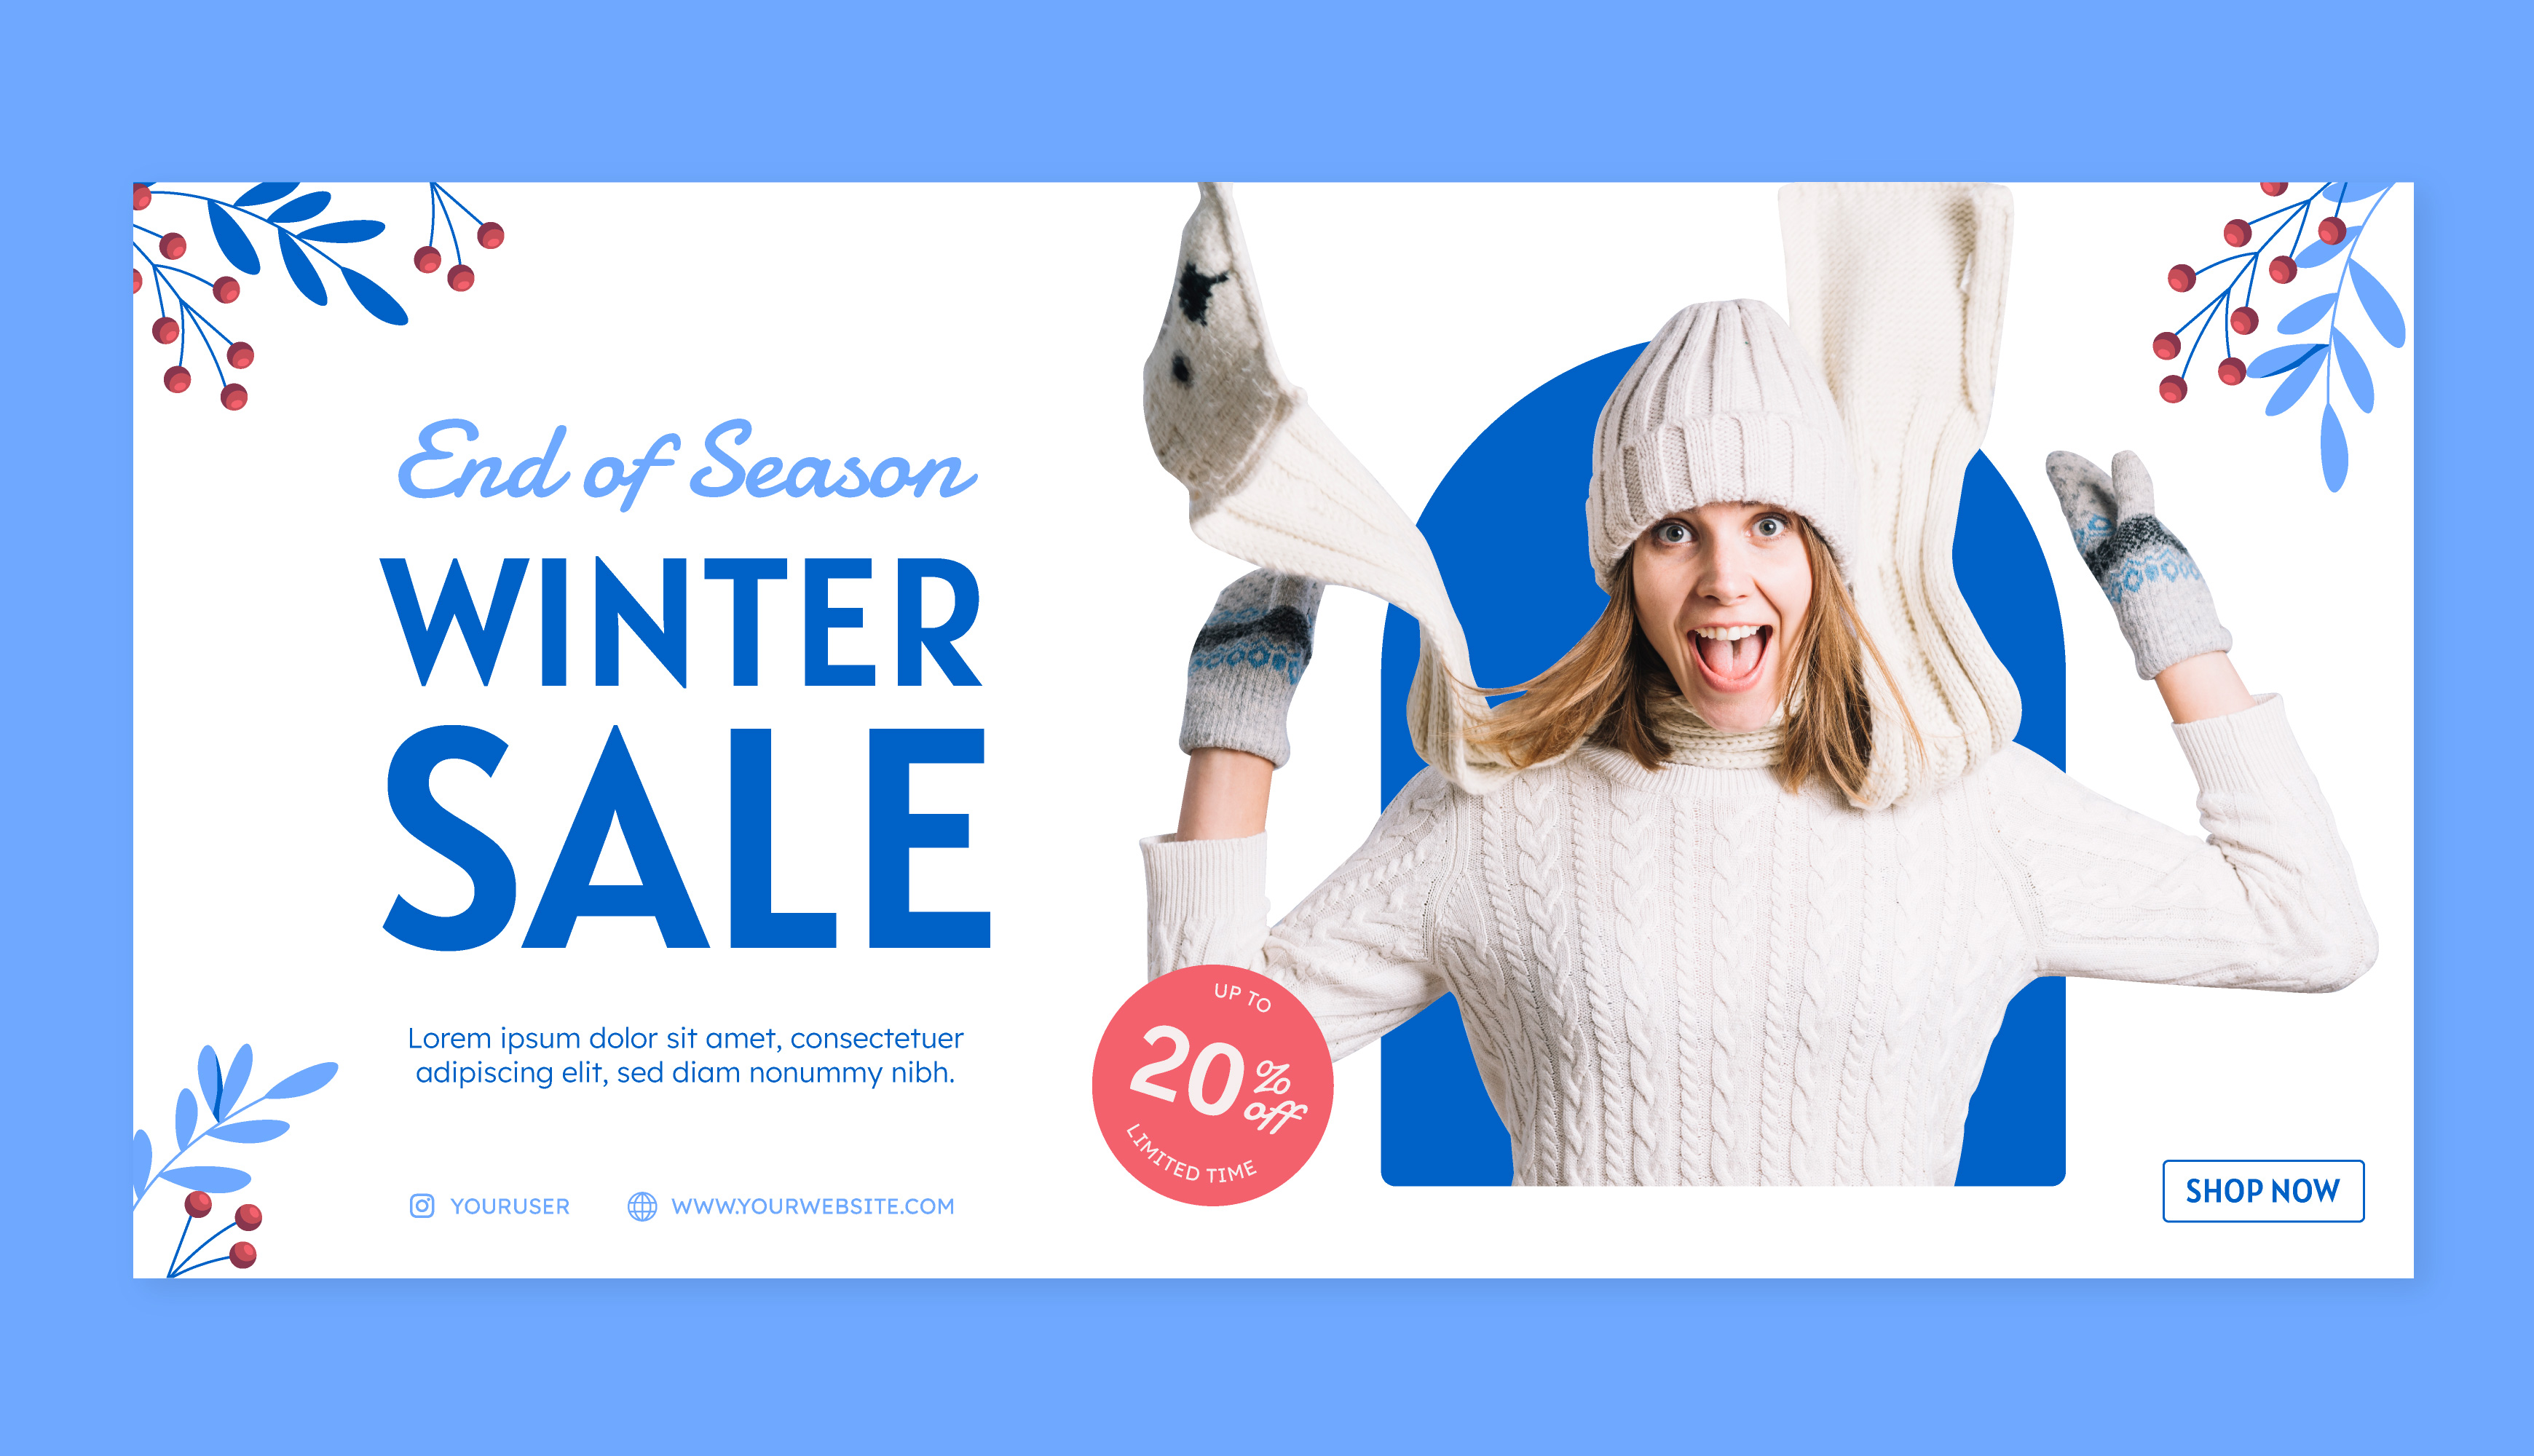 End of Season
WINTER
SALE
Lorem ipsum dolor sit amet, consectetuer
adipiscing elit, sed diam nonummy nibh.
YOURUSER
WWW.YOURWEBSITE.COM
UP TO
20% off
LIMITED TIME
SHOP NOW